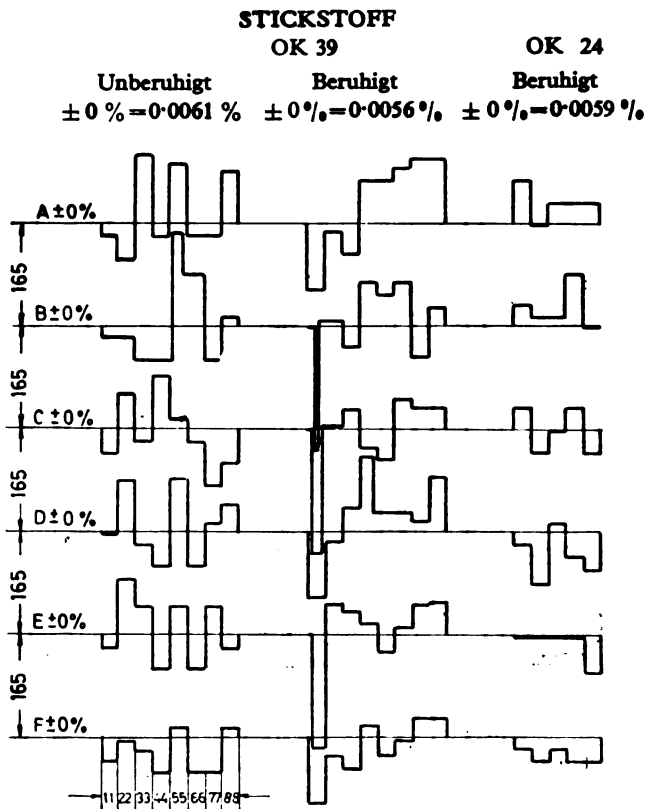 STICKSTOFF
OK 39 OK 24
Unberuhigt Beruhigt Beruhigt
± 0 % = 0·0061 % ± 0 % = 0·0056 % ± 0 % = 0·0059 %
A ± 0%
165
B ± 0%
165
C ± 0%
165
D ± 0%
165
E ± 0%
165
F ± 0%
11 22 33 44 55 66 77 88